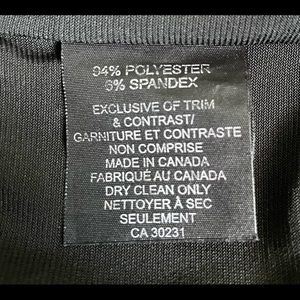 94% POLYESTER
6% SPANDEX
EXCLUSIVE OF TRIM
& CONTRAST/
GARNITURE ET CONTRASTE
NON COMPRISE
MADE IN CANADA
FABRIQUÉ AU CANADA
DRY CLEAN ONLY
NETTOYER À SEC
SEULEMENT
CA 30231